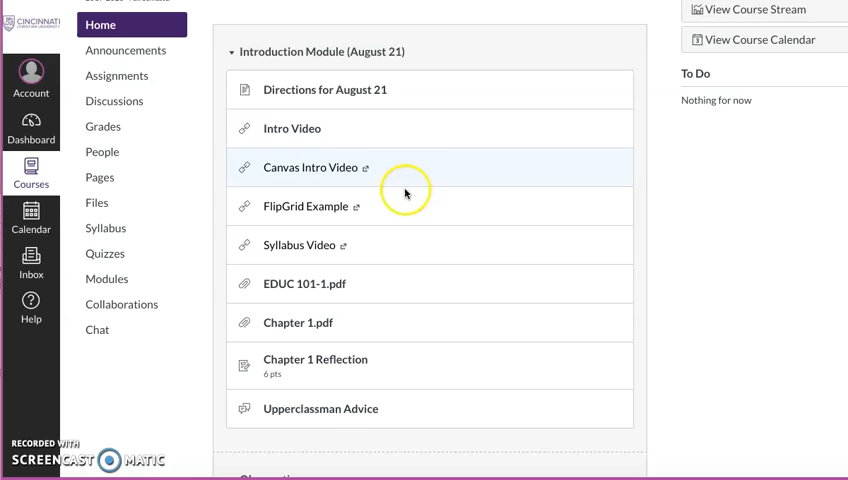 CINCINNATI
CHRISTIAN UNIVERSITY
Account
Dashboard
Courses
Calendar
Inbox
Help
Home
Announcements
Assignments
Discussions
Grades
People
Pages
Files
Syllabus
Quizzes
Modules
Collaborations
Chat
Introduction Module (August 21)
Directions for August 21
Intro Video
Canvas Intro Video
FlipGrid Example
Syllabus Video
EDUC 101-1.pdf
Chapter 1.pdf
Chapter 1 Reflection
6 pts
Upperclassman Advice
View Course Stream
View Course Calendar
To Do
Nothing for now
RECORDED WITH
SCREENCAST MATIC